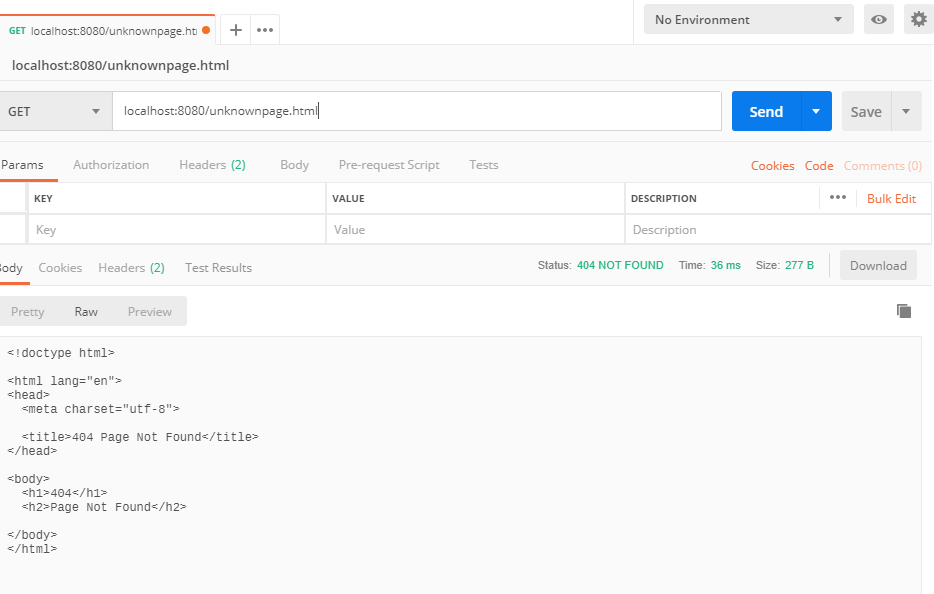 GET localhost:8080/unknownpage.ht
No Environment
localhost:8080/unknownpage.html
GET localhost:8080/unknownpage.html Send Save
Params Authorization Headers (2) Body Pre-request Script Tests Cookies Code Comments (0)
KEY VALUE DESCRIPTION Bulk Edit
Key Value Description
Body Cookies Headers (2) Test Results Status: 404 NOT FOUND Time: 36 ms Size: 277 B Download
Pretty Raw Preview
<!doctype html>
<html lang="en">
<head>
<meta charset="utf-8">
<title>404 Page Not Found</title>
</head>
<body>
<h1>404</h1>
<h2>Page Not Found</h2>
</body>
</html>